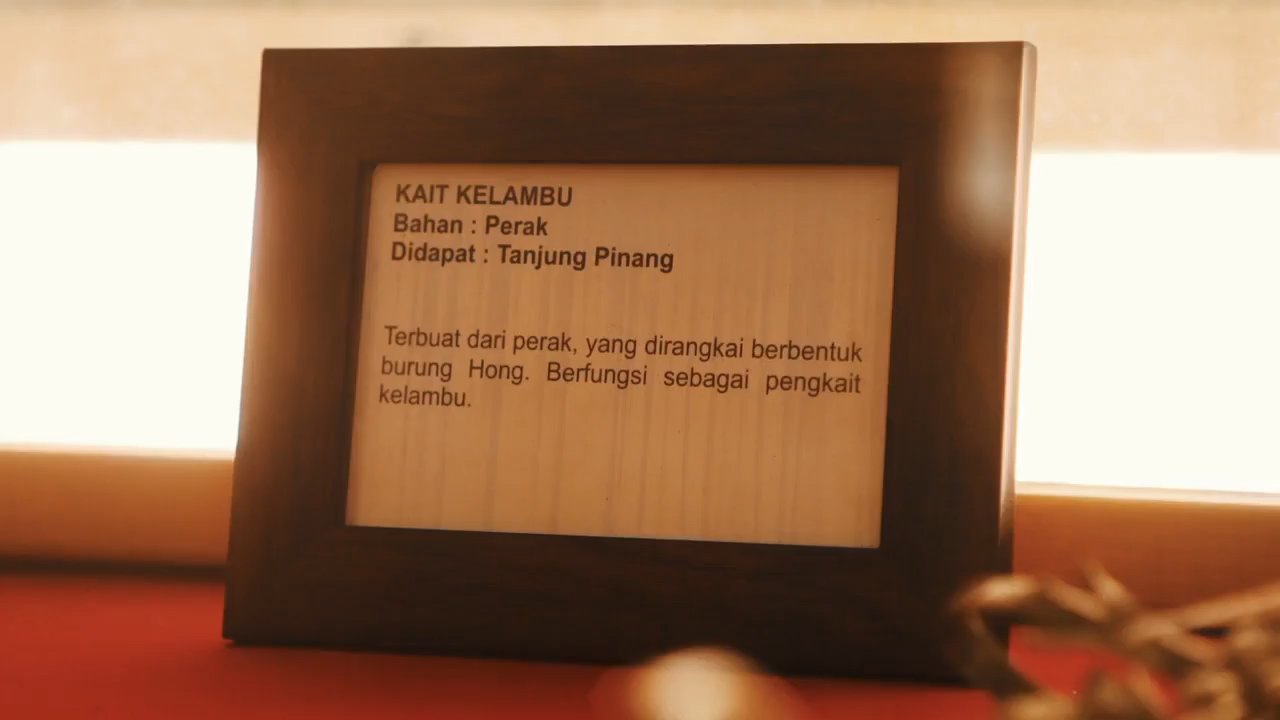 KAIT KELAMBU
Bahan : Perak
Didapat : Tanjung Pinang
Terbuat dari perak, yang dirangkai berbentuk
burung Hong. Berfungsi sebagai pengkait
kelambu.